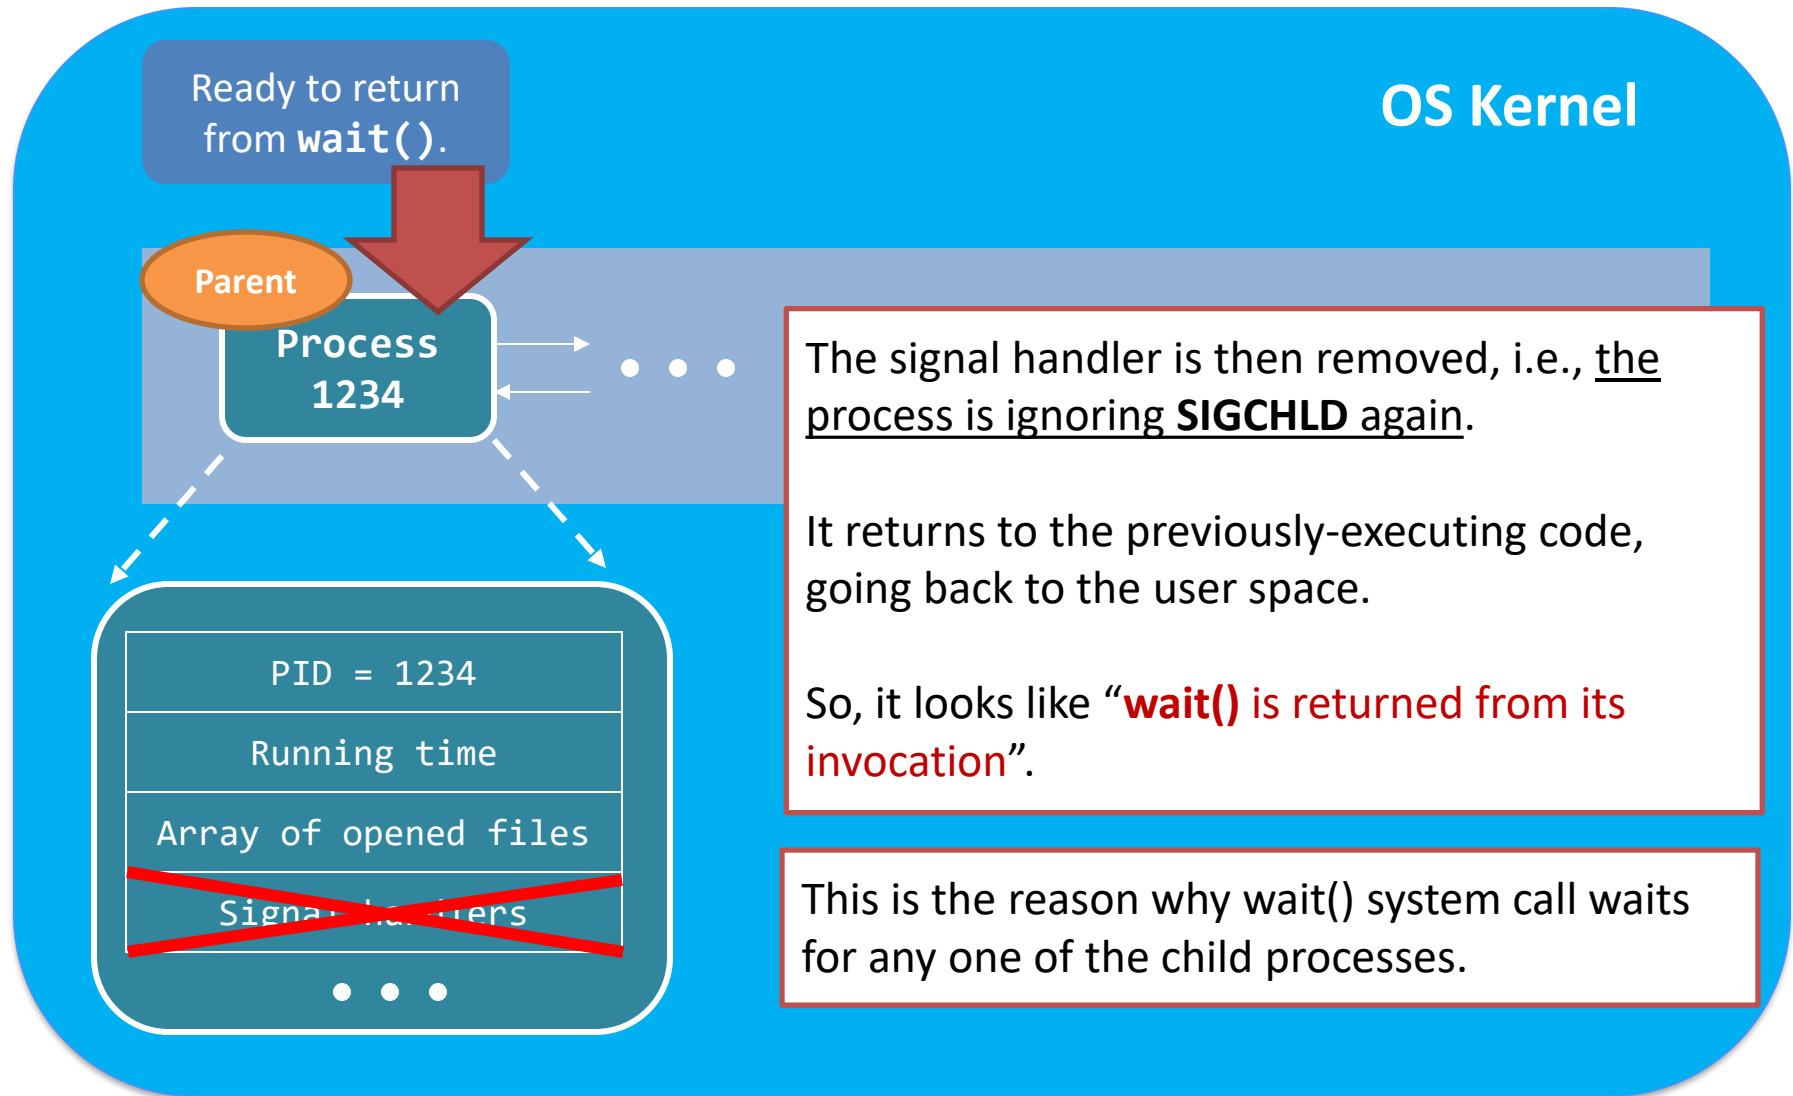 Ready to return
from wait().
OS Kernel
Parent
Process
1234
The signal handler is then removed, i.e., the
process is ignoring SIGCHLD again.
It returns to the previously-executing code,
going back to the user space.
So, it looks like “wait() is returned from its
invocation”.
PID = 1234
Running time
Array of opened files
Signal handlers
This is the reason why wait() system call waits
for any one of the child processes.